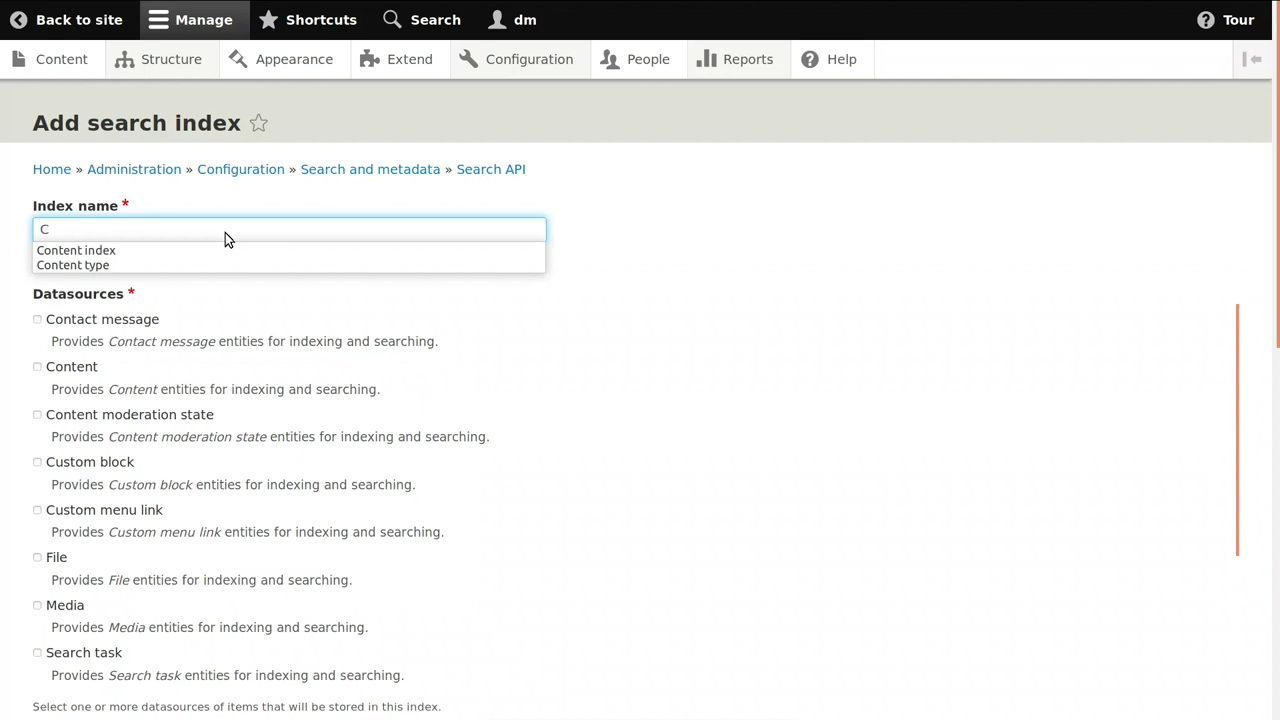 Back to site Manage Shortcuts Search dm Tour
Content Structure Appearance Extend Configuration People Reports Help
Add search index
Home » Administration » Configuration » Search and metadata » Search API
Index name *
C
Content index
Content type
Datasources *
Contact message
Provides Contact message entities for indexing and searching.
Content
Provides Content entities for indexing and searching.
Content moderation state
Provides Content moderation state entities for indexing and searching.
Custom block
Provides Custom block entities for indexing and searching.
Custom menu link
Provides Custom menu link entities for indexing and searching.
File
Provides File entities for indexing and searching.
Media
Provides Media entities for indexing and searching.
Search task
Provides Search task entities for indexing and searching.
Select one or more datasources of items that will be stored in this index.